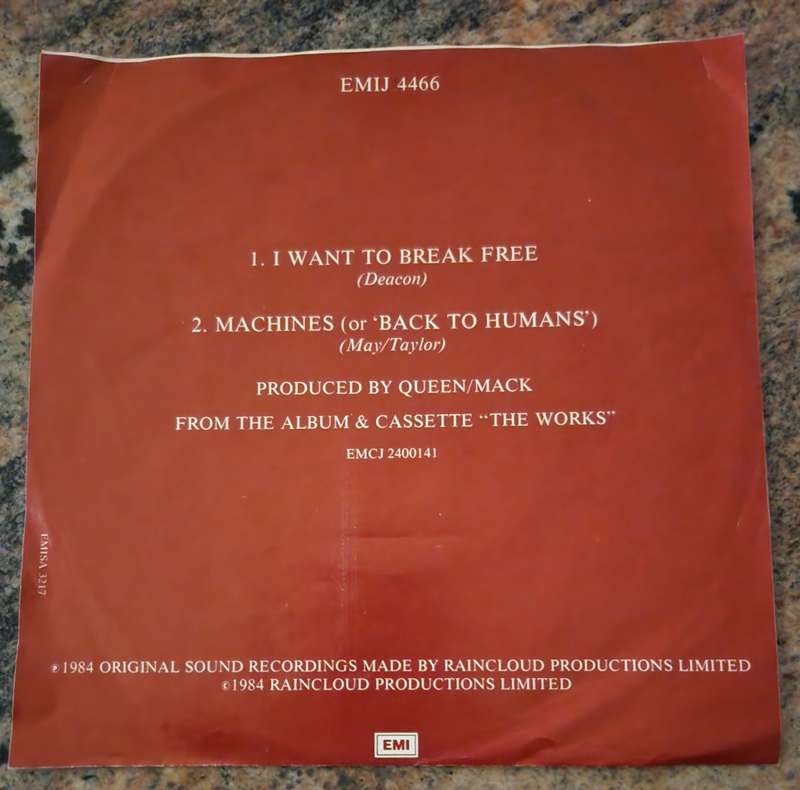 EMIJ 4466
1. I WANT TO BREAK FREE
(Deacon)
2. MACHINES (or ‘BACK TO HUMANS’)
(May/Taylor)
PRODUCED BY QUEEN/MACK
FROM THE ALBUM & CASSETTE “THE WORKS”
EMCJ 2400141
EMISA 3217
℗1984 ORIGINAL SOUND RECORDINGS MADE BY RAINCLOUD PRODUCTIONS LIMITED
©1984 RAINCLOUD PRODUCTIONS LIMITED
EMI